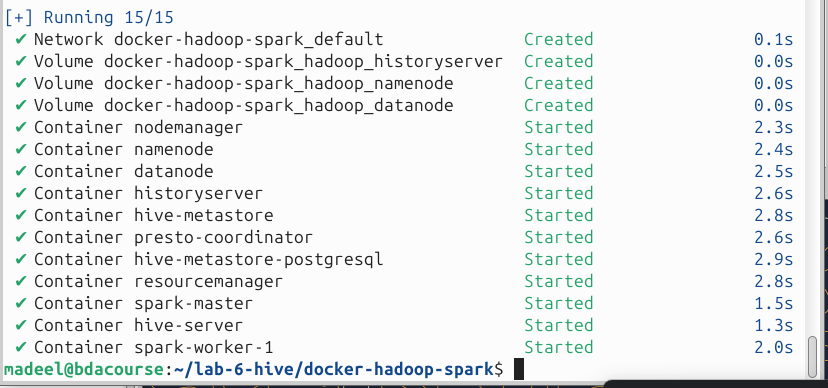 [+] Running 15/15
✔ Network docker-hadoop-spark_default Created 0.1s
✔ Volume docker-hadoop-spark_hadoop_historyserver Created 0.0s
✔ Volume docker-hadoop-spark_hadoop_namenode Created 0.0s
✔ Volume docker-hadoop-spark_hadoop_datanode Created 0.0s
✔ Container nodemanager Started 2.3s
✔ Container namenode Started 2.4s
✔ Container datanode Started 2.5s
✔ Container historyserver Started 2.6s
✔ Container hive-metastore Started 2.8s
✔ Container presto-coordinator Started 2.6s
✔ Container hive-metastore-postgresql Started 2.9s
✔ Container resourcemanager Started 2.8s
✔ Container spark-master Started 1.5s
✔ Container hive-server Started 1.3s
✔ Container spark-worker-1 Started 2.0s
madeel@bdacourse:~/lab-6-hive/docker-hadoop-spark$